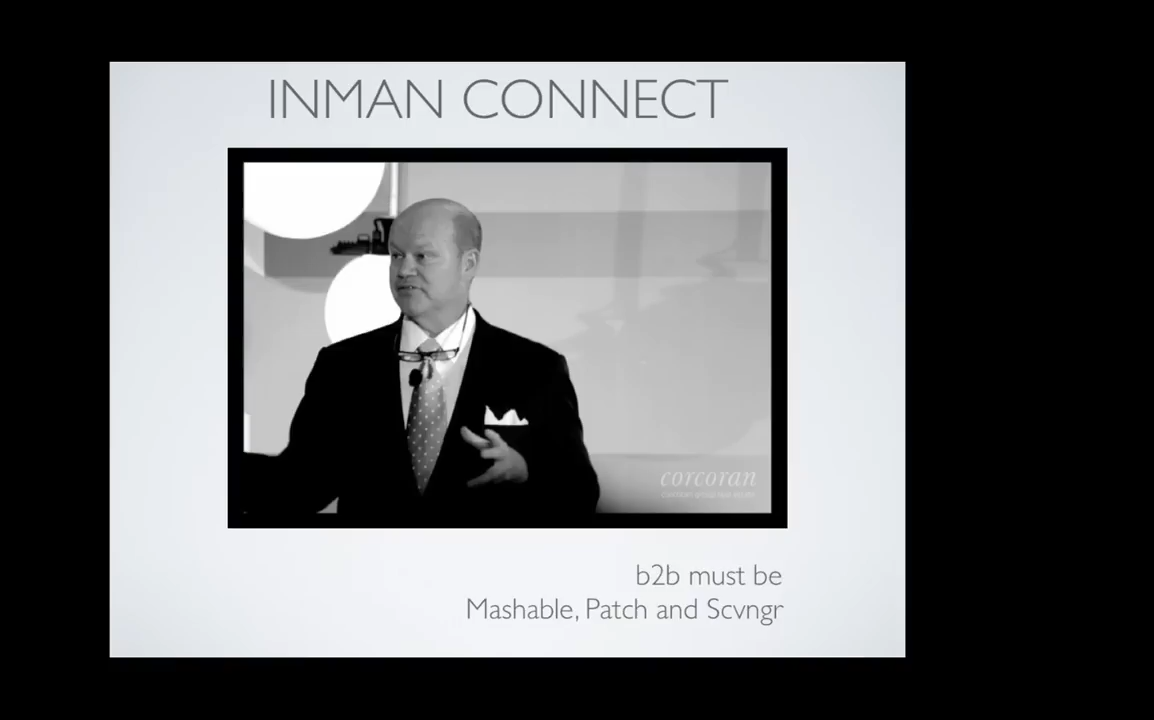 INMAN CONNECT
corcoran
b2b must be
Mashable, Patch and Scvngr